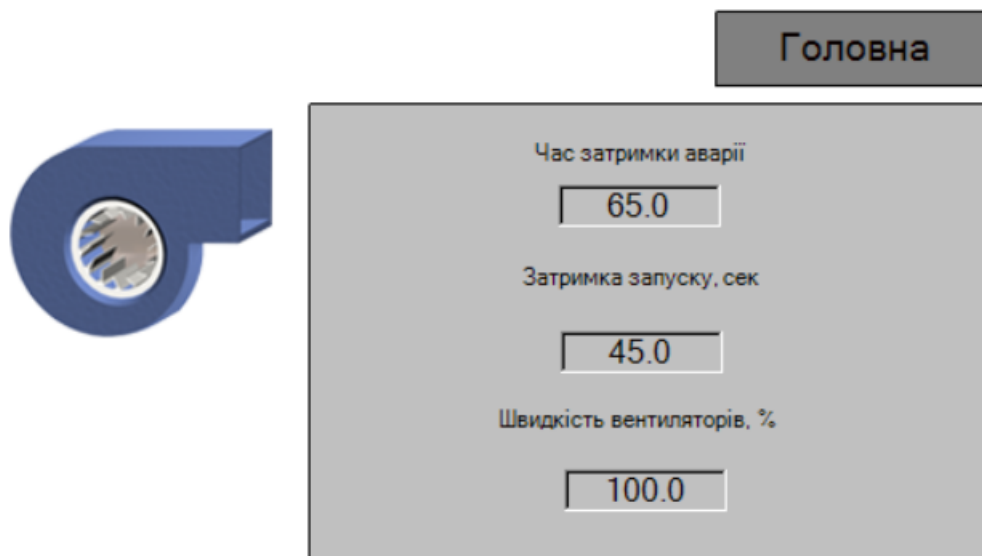 Головна
Час затримки аварії
65.0
Затримка запуску, сек
45.0
Швидкість вентиляторів, %
100.0